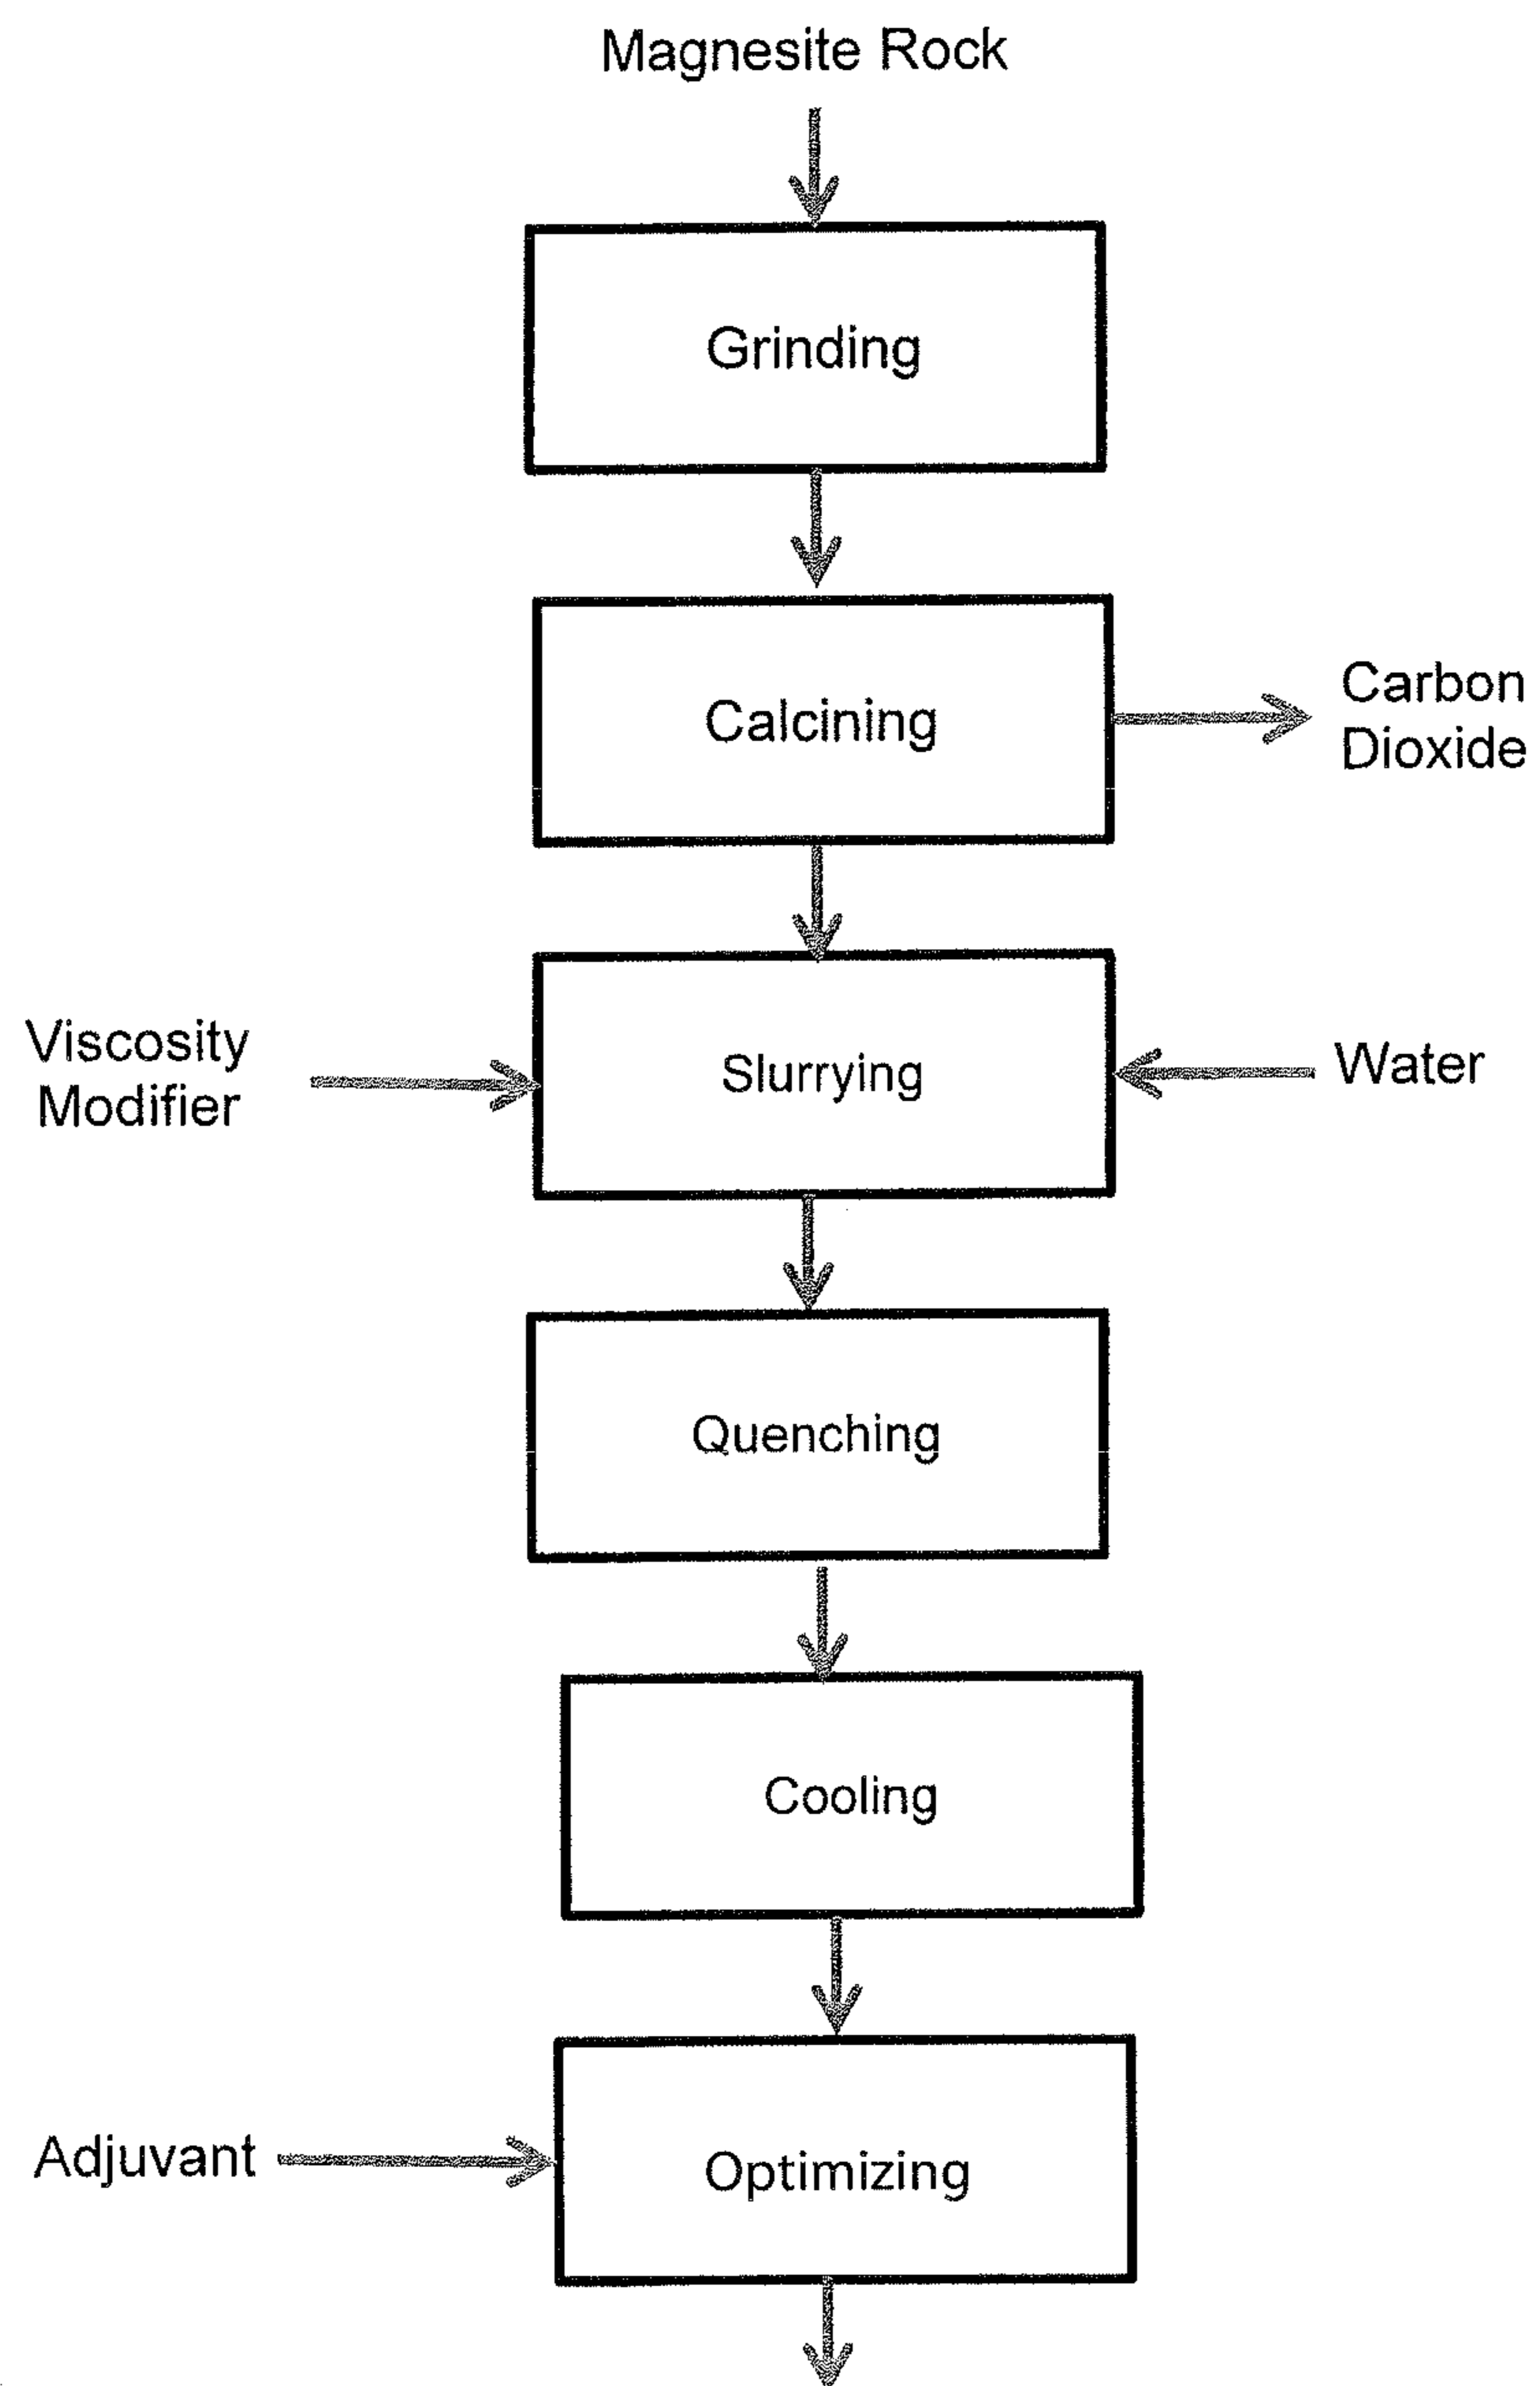 Magnesite Rock
Grinding
Calcining
Carbon
Dioxide
Viscosity
Modifier
Slurrying
Water
Quenching
Cooling
Adjuvant
Optimizing